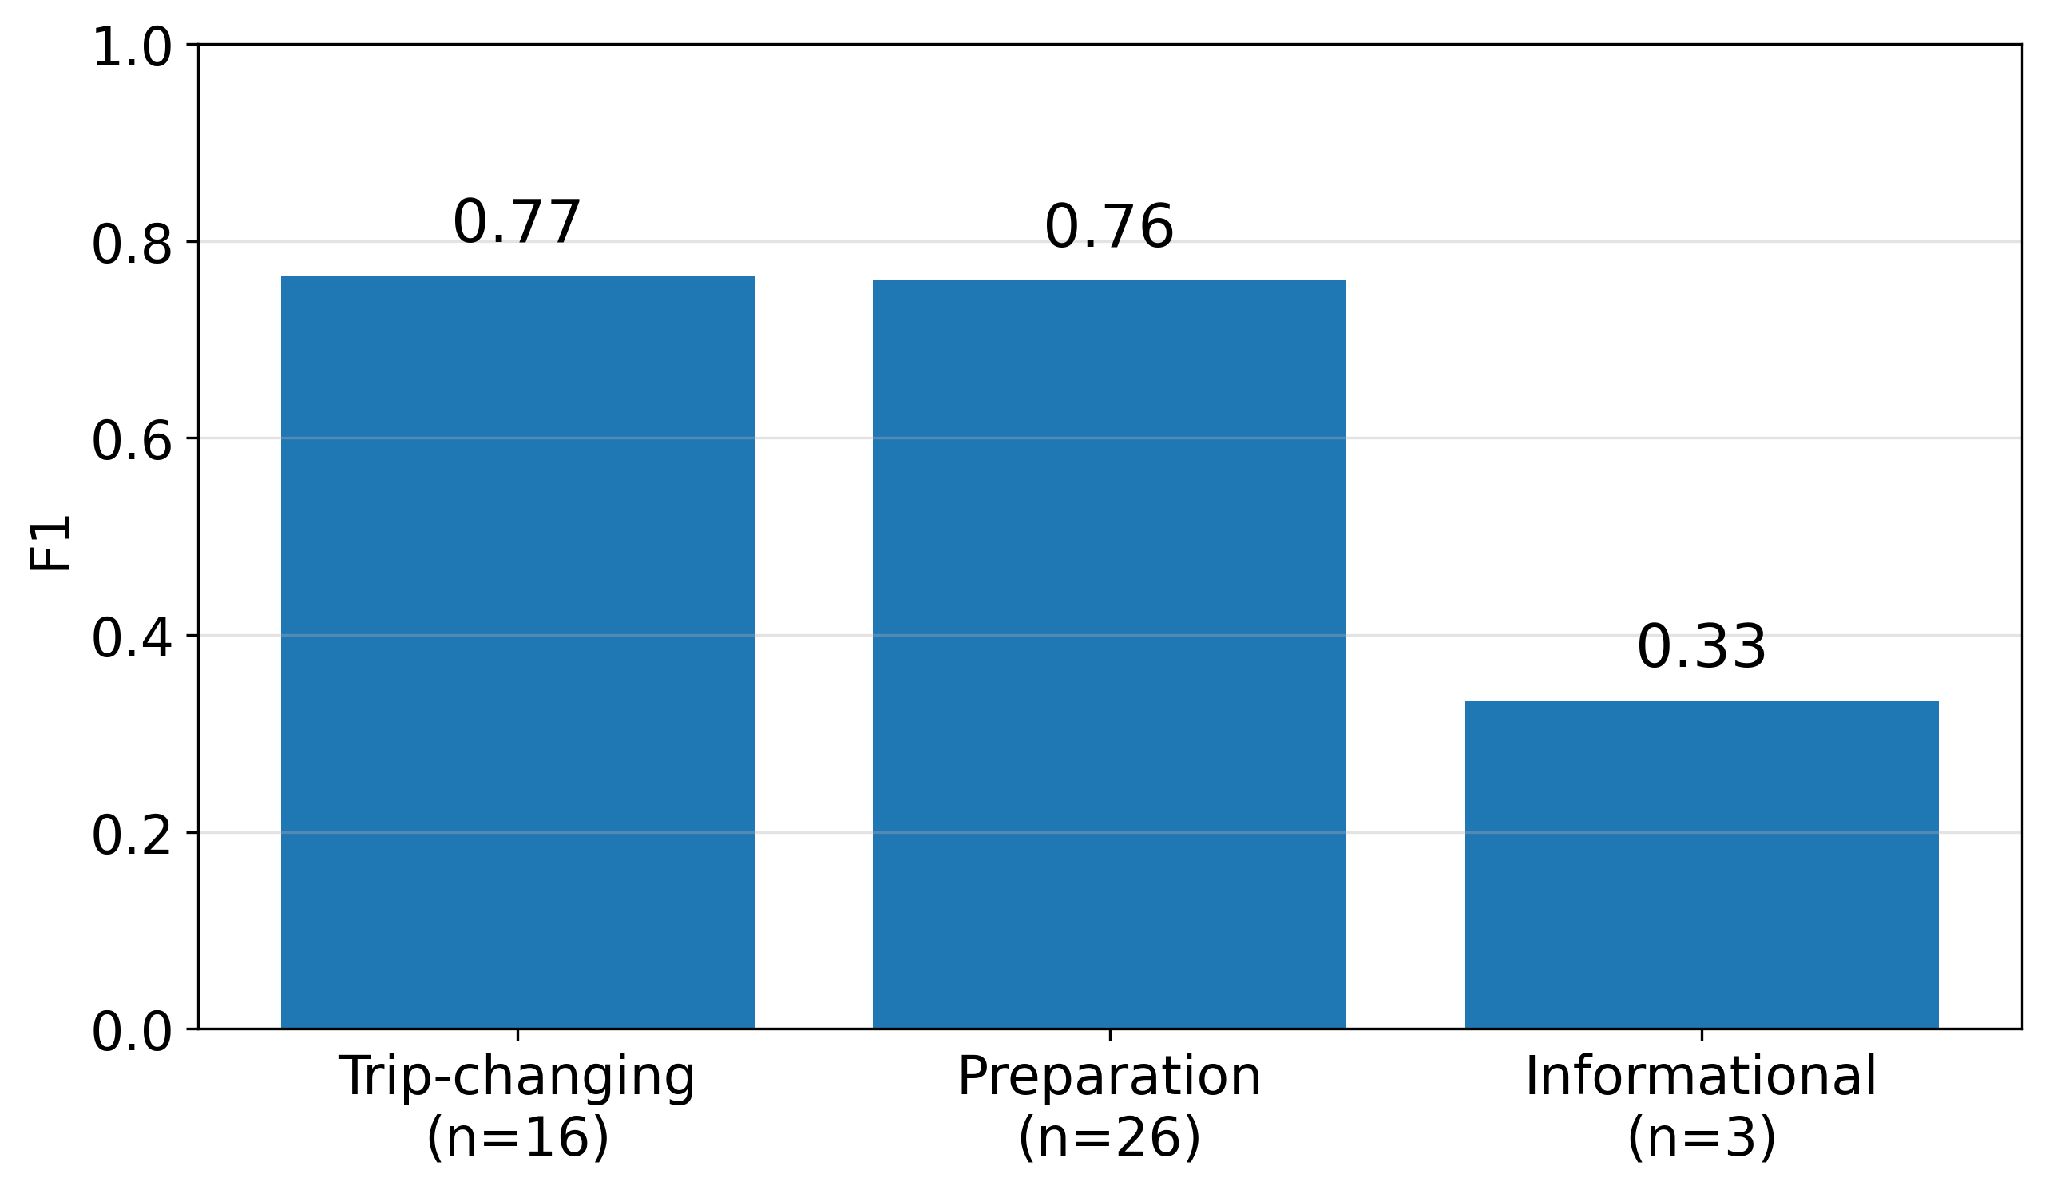 1.0
0.8
0.6
0.4
0.2
0.0
F1
0.77
0.76
0.33
Trip-changing
(n=16)
Preparation
(n=26)
Informational
(n=3)